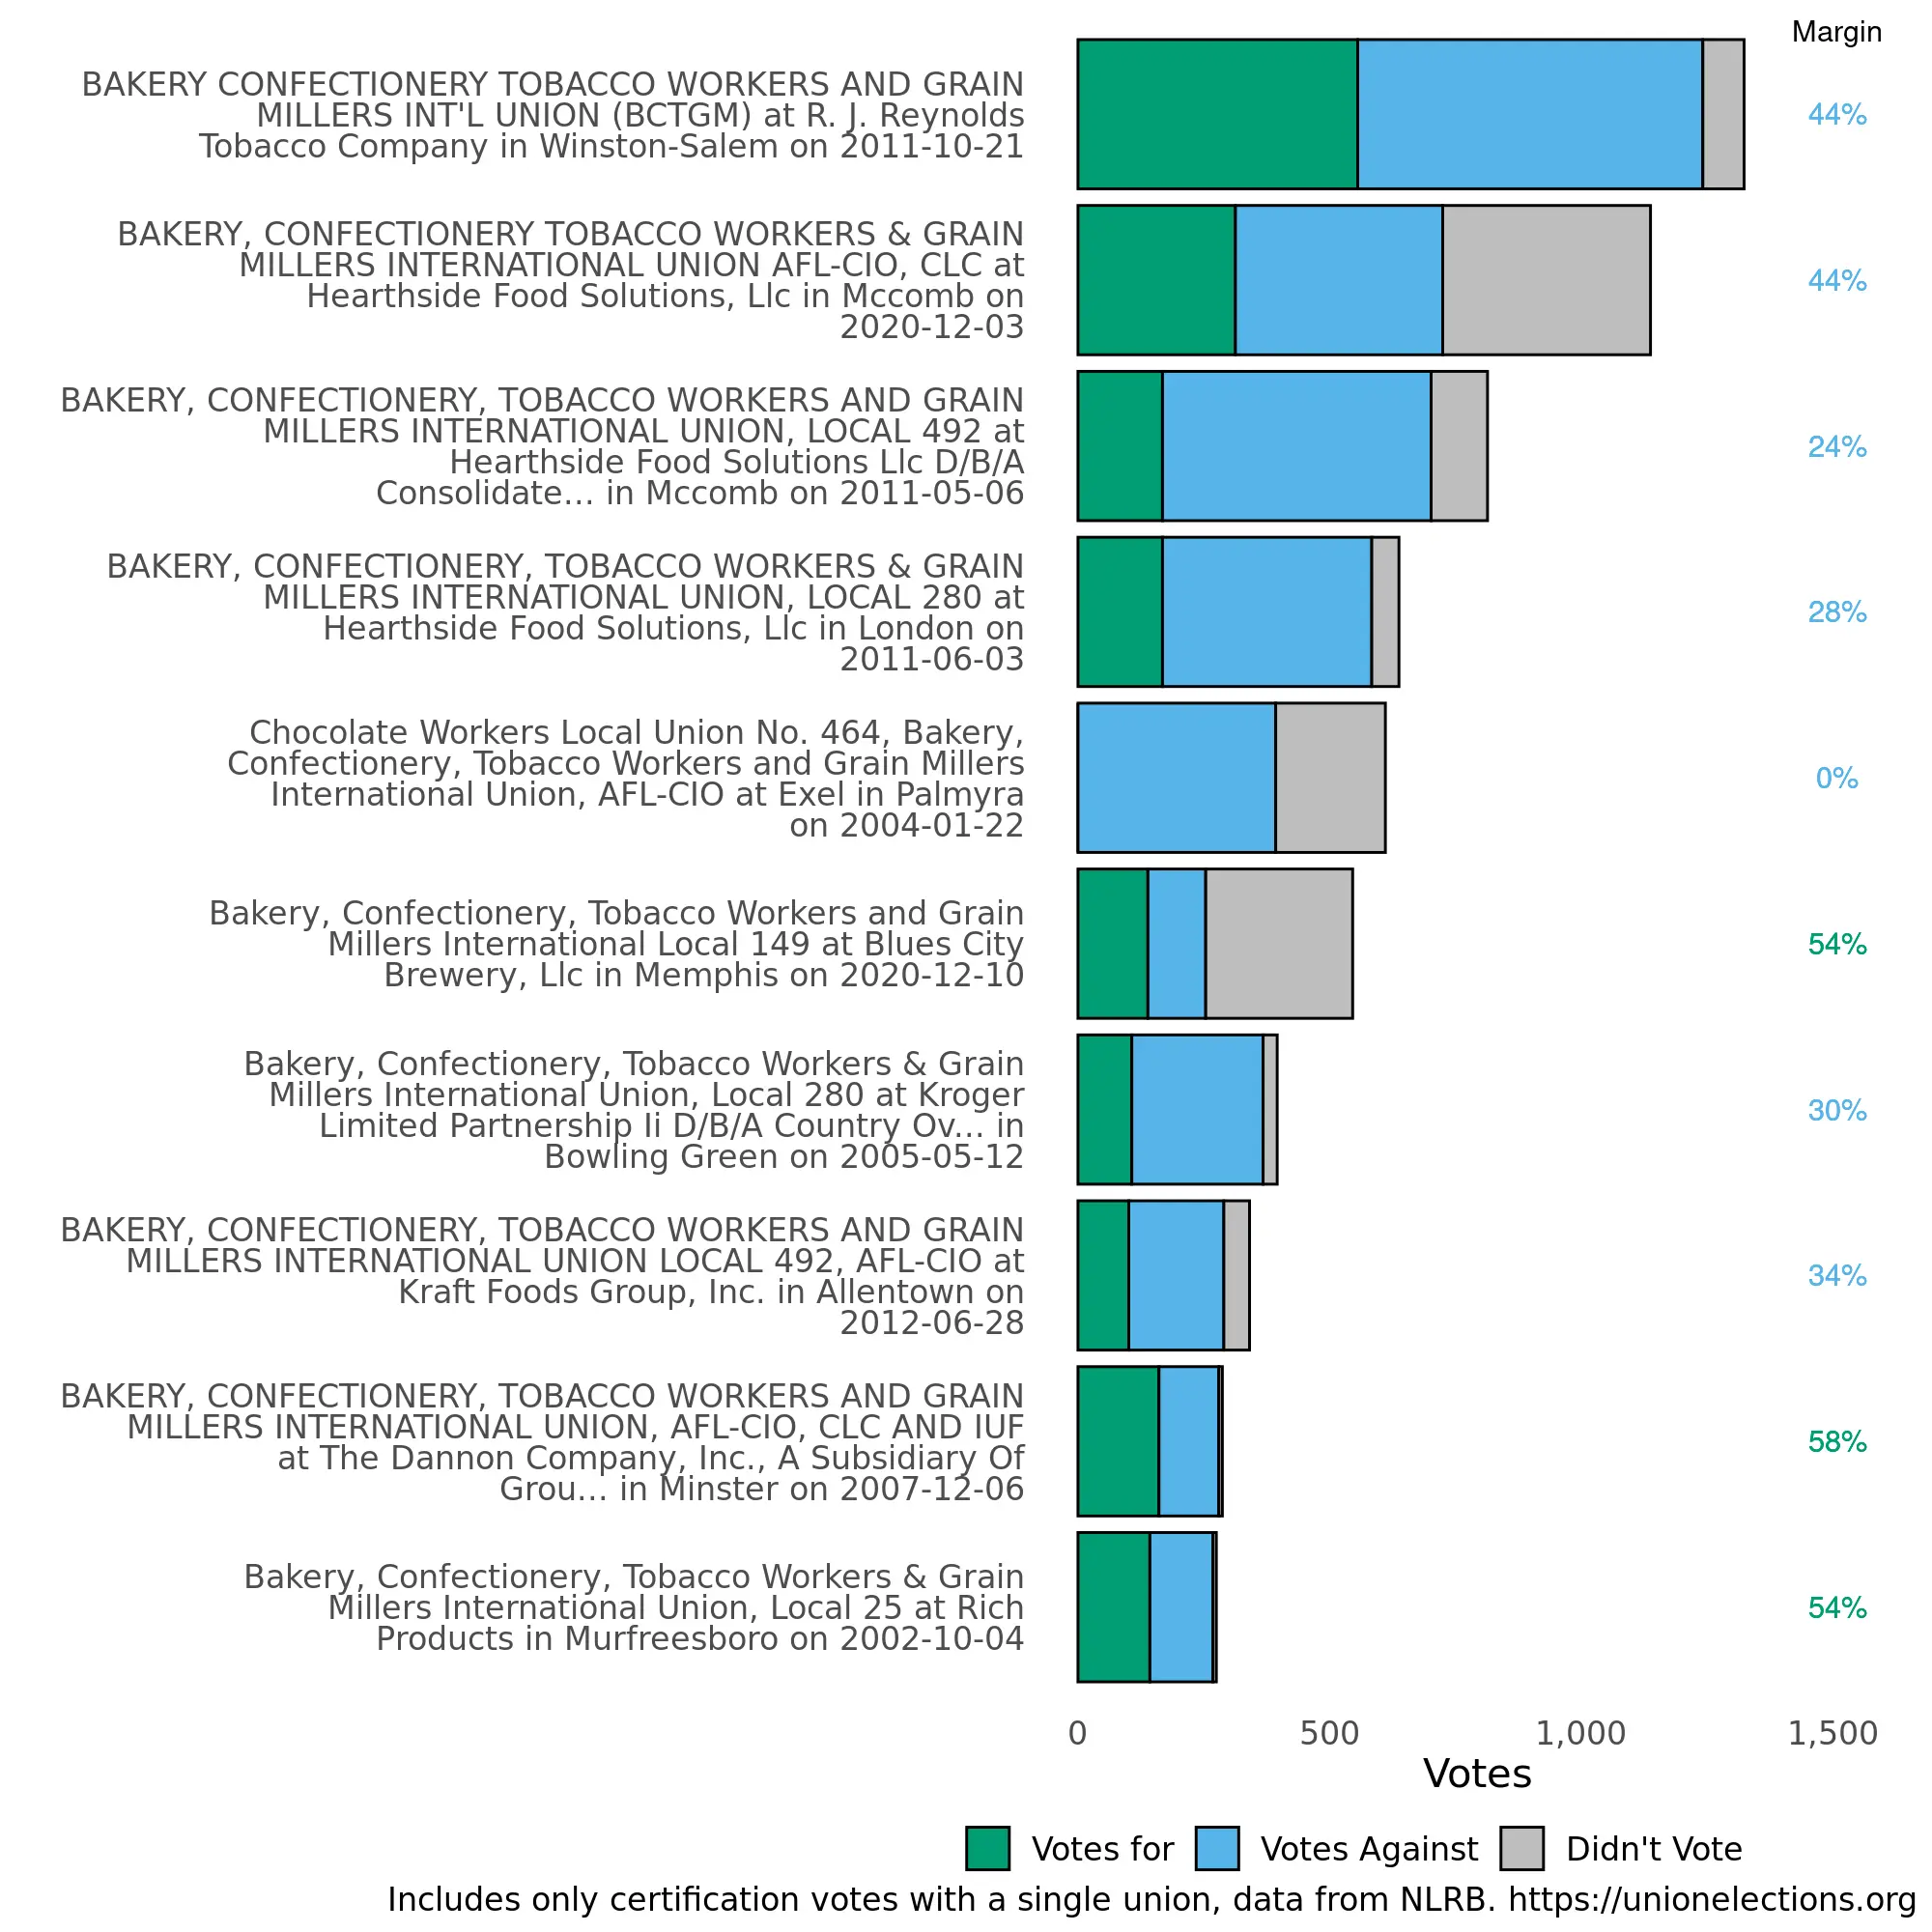 Margin
BAKERY CONFECTIONERY TOBACCO WORKERS AND GRAIN
MILLERS INT'L UNION (BCTGM) at R. J. Reynolds
Tobacco Company in Winston-Salem on 2011-10-21
44%
BAKERY, CONFECTIONERY TOBACCO WORKERS & GRAIN
MILLERS INTERNATIONAL UNION AFL-CIO, CLC at
Hearthside Food Solutions, Llc in Mccomb on
2020-12-03
44%
BAKERY, CONFECTIONERY, TOBACCO WORKERS AND GRAIN
MILLERS INTERNATIONAL UNION, LOCAL 492 at
Hearthside Food Solutions Llc D/B/A
Consolidate... in Mccomb on 2011-05-06
24%
BAKERY, CONFECTIONERY, TOBACCO WORKERS & GRAIN
MILLERS INTERNATIONAL UNION, LOCAL 280 at
Hearthside Food Solutions, Llc in London on
2011-06-03
28%
Chocolate Workers Local Union No. 464, Bakery,
Confectionery, Tobacco Workers and Grain Millers
International Union, AFL-CIO at Exel in Palmyra
on 2004-01-22
0%
Bakery, Confectionery, Tobacco Workers and Grain
Millers International Local 149 at Blues City
Brewery, Llc in Memphis on 2020-12-10
54%
Bakery, Confectionery, Tobacco Workers & Grain
Millers International Union, Local 280 at Kroger
Limited Partnership Ii D/B/A Country Ov... in
Bowling Green on 2005-05-12
30%
BAKERY, CONFECTIONERY, TOBACCO WORKERS AND GRAIN
MILLERS INTERNATIONAL UNION LOCAL 492, AFL-CIO at
Kraft Foods Group, Inc. in Allentown on
2012-06-28
34%
BAKERY, CONFECTIONERY, TOBACCO WORKERS AND GRAIN
MILLERS INTERNATIONAL UNION, AFL-CIO, CLC AND IUF
at The Dannon Company, Inc., A Subsidiary Of
Grou... in Minster on 2007-12-06
58%
Bakery, Confectionery, Tobacco Workers & Grain
Millers International Union, Local 25 at Rich
Products in Murfreesboro on 2002-10-04
54%
0 500 1,000 1,500
Votes
Votes for Votes Against Didn't Vote
Includes only certification votes with a single union, data from NLRB. https://unionelections.org